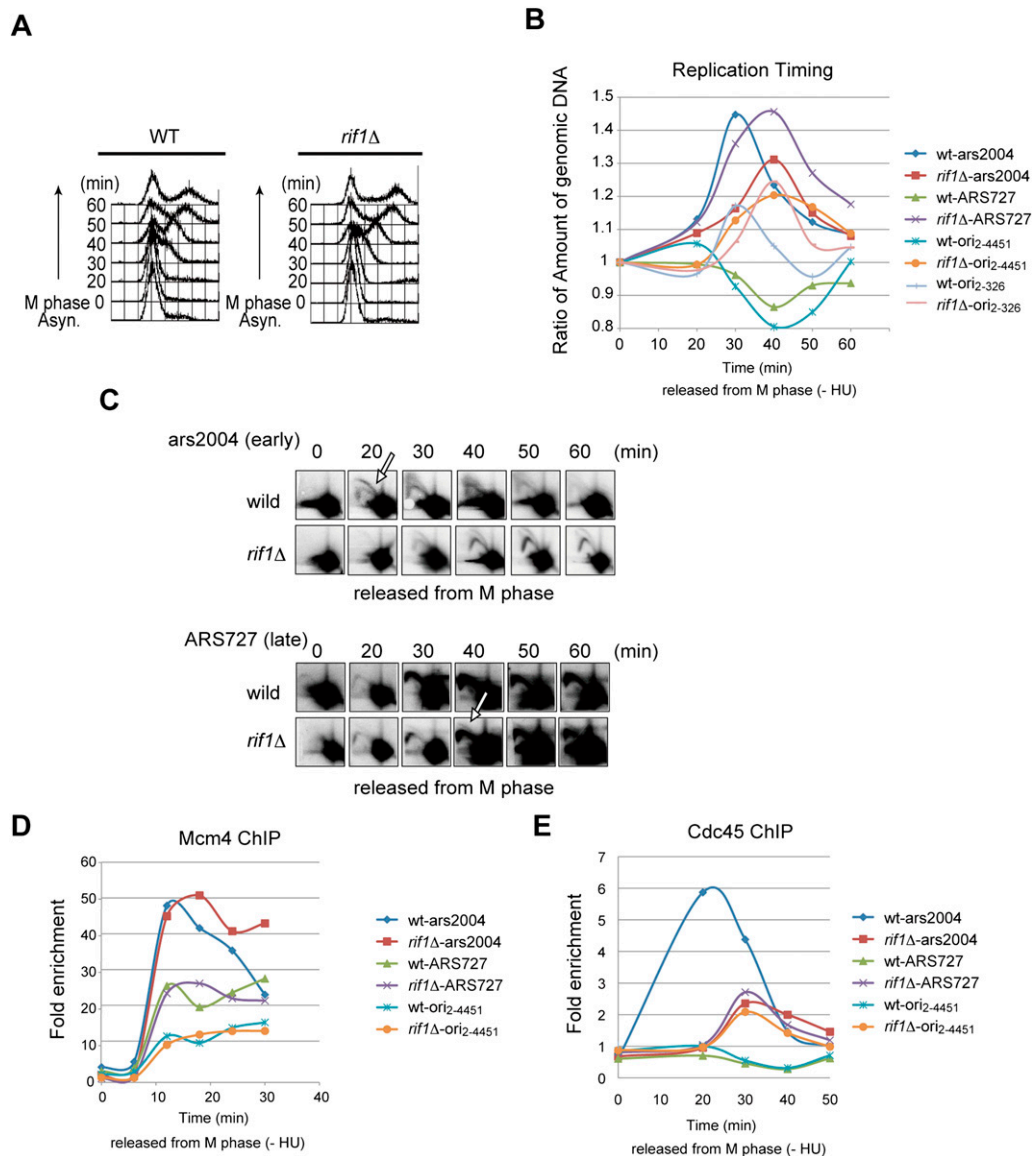 A
WT
rif1Δ
(min)
60
50
40
30
20
M phase 0
Asyn.
(min)
60
50
40
30
20
M phase 0
Asyn.
B
Replication Timing
Ratio of Amount of genomic DNA
1.5
1.4
1.3
1.2
1.1
1
0.9
0.8
0 10 20 30 40 50 60
Time (min)
released from M phase (- HU)
wt-ars2004
rif1Δ-ars2004
wt-ARS727
rif1Δ-ARS727
wt-ori2-4451
rif1Δ-ori2-4451
wt-ori2-326
rif1Δ-ori2-326
C
ars2004 (early)
0 20 30 40 50 60 (min)
wild
rif1Δ
released from M phase
ARS727 (late)
0 20 30 40 50 60 (min)
wild
rif1Δ
released from M phase
D
Mcm4 ChIP
Fold enrichment
60
50
40
30
20
10
0
0 10 20 30 40
Time (min)
released from M phase (- HU)
wt-ars2004
rif1Δ-ars2004
wt-ARS727
rif1Δ-ARS727
wt-ori2-4451
rif1Δ-ori2-4451
E
Cdc45 ChIP
Fold enrichment
7
6
5
4
3
2
1
0
0 10 20 30 40 50
Time (min)
released from M phase (- HU)
wt-ars2004
rif1Δ-ars2004
wt-ARS727
rif1Δ-ARS727
wt-ori2-4451
rif1Δ-ori2-4451